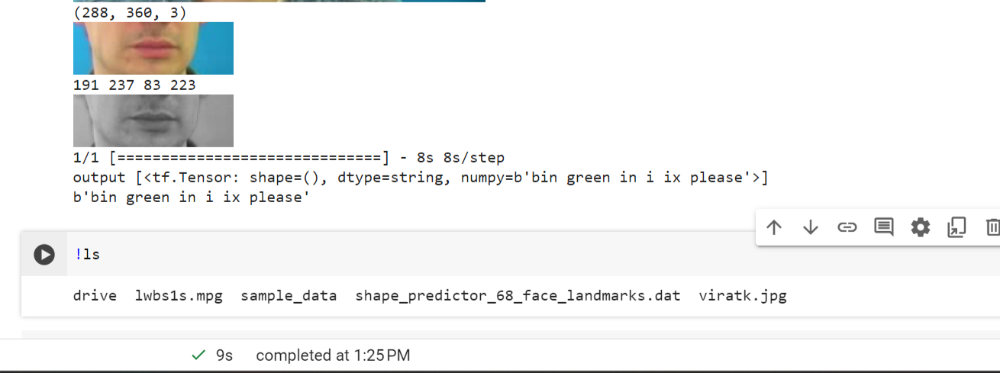 (288, 360, 3)
191 237 83 223
1/1 [==============================] - 8s 8s/step
output [<tf.Tensor: shape=(), dtype=string, numpy=b'bin green in i ix please'>]
b'bin green in i ix please'
!ls
drive  lwbs1s.mpg  sample_data  shape_predictor_68_face_landmarks.dat  viratk.jpg
9s completed at 1:25 PM